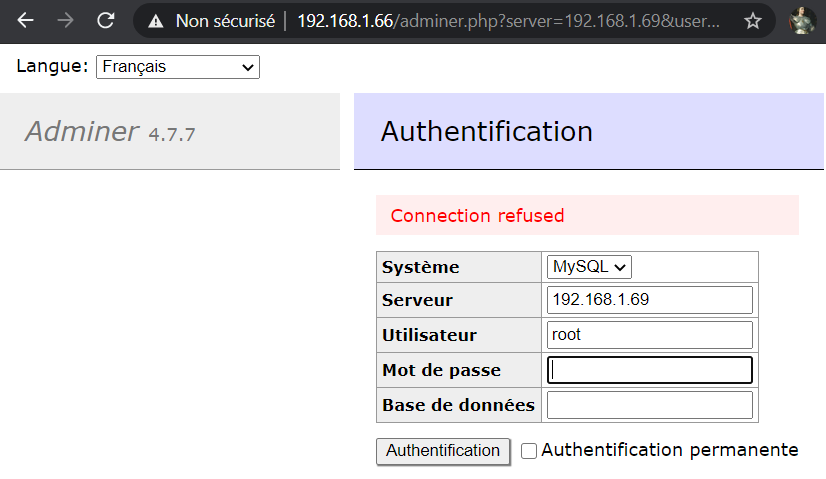 Non sécurisé | 192.168.1.66/adminer.php?server=192.168.1.69&user...
Langue: Français
Adminer 4.7.7
Authentification
Connection refused
Système MySQL
Serveur 192.168.1.69
Utilisateur root
Mot de passe
Base de données
Authentification Authentification permanente